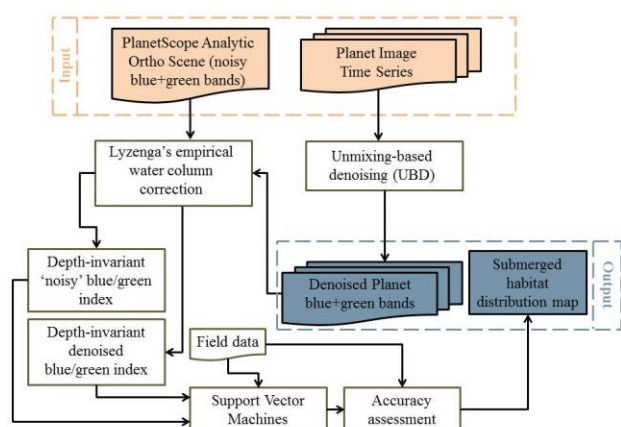 Input
PlanetScope Analytic
Ortho Scene (noisy
blue+green bands)
Planet Image
Time Series
Lyzenga's empirical
water column
correction
Unmixing-based
denoising (UBD)
Depth-invariant
'noisy' blue/green
index
Denoised Planet
blue+green bands
Submerged
habitat
distribution map
Output
Depth-invariant
denoised
blue/green index
Field data
Support Vector
Machines
Accuracy
assessment